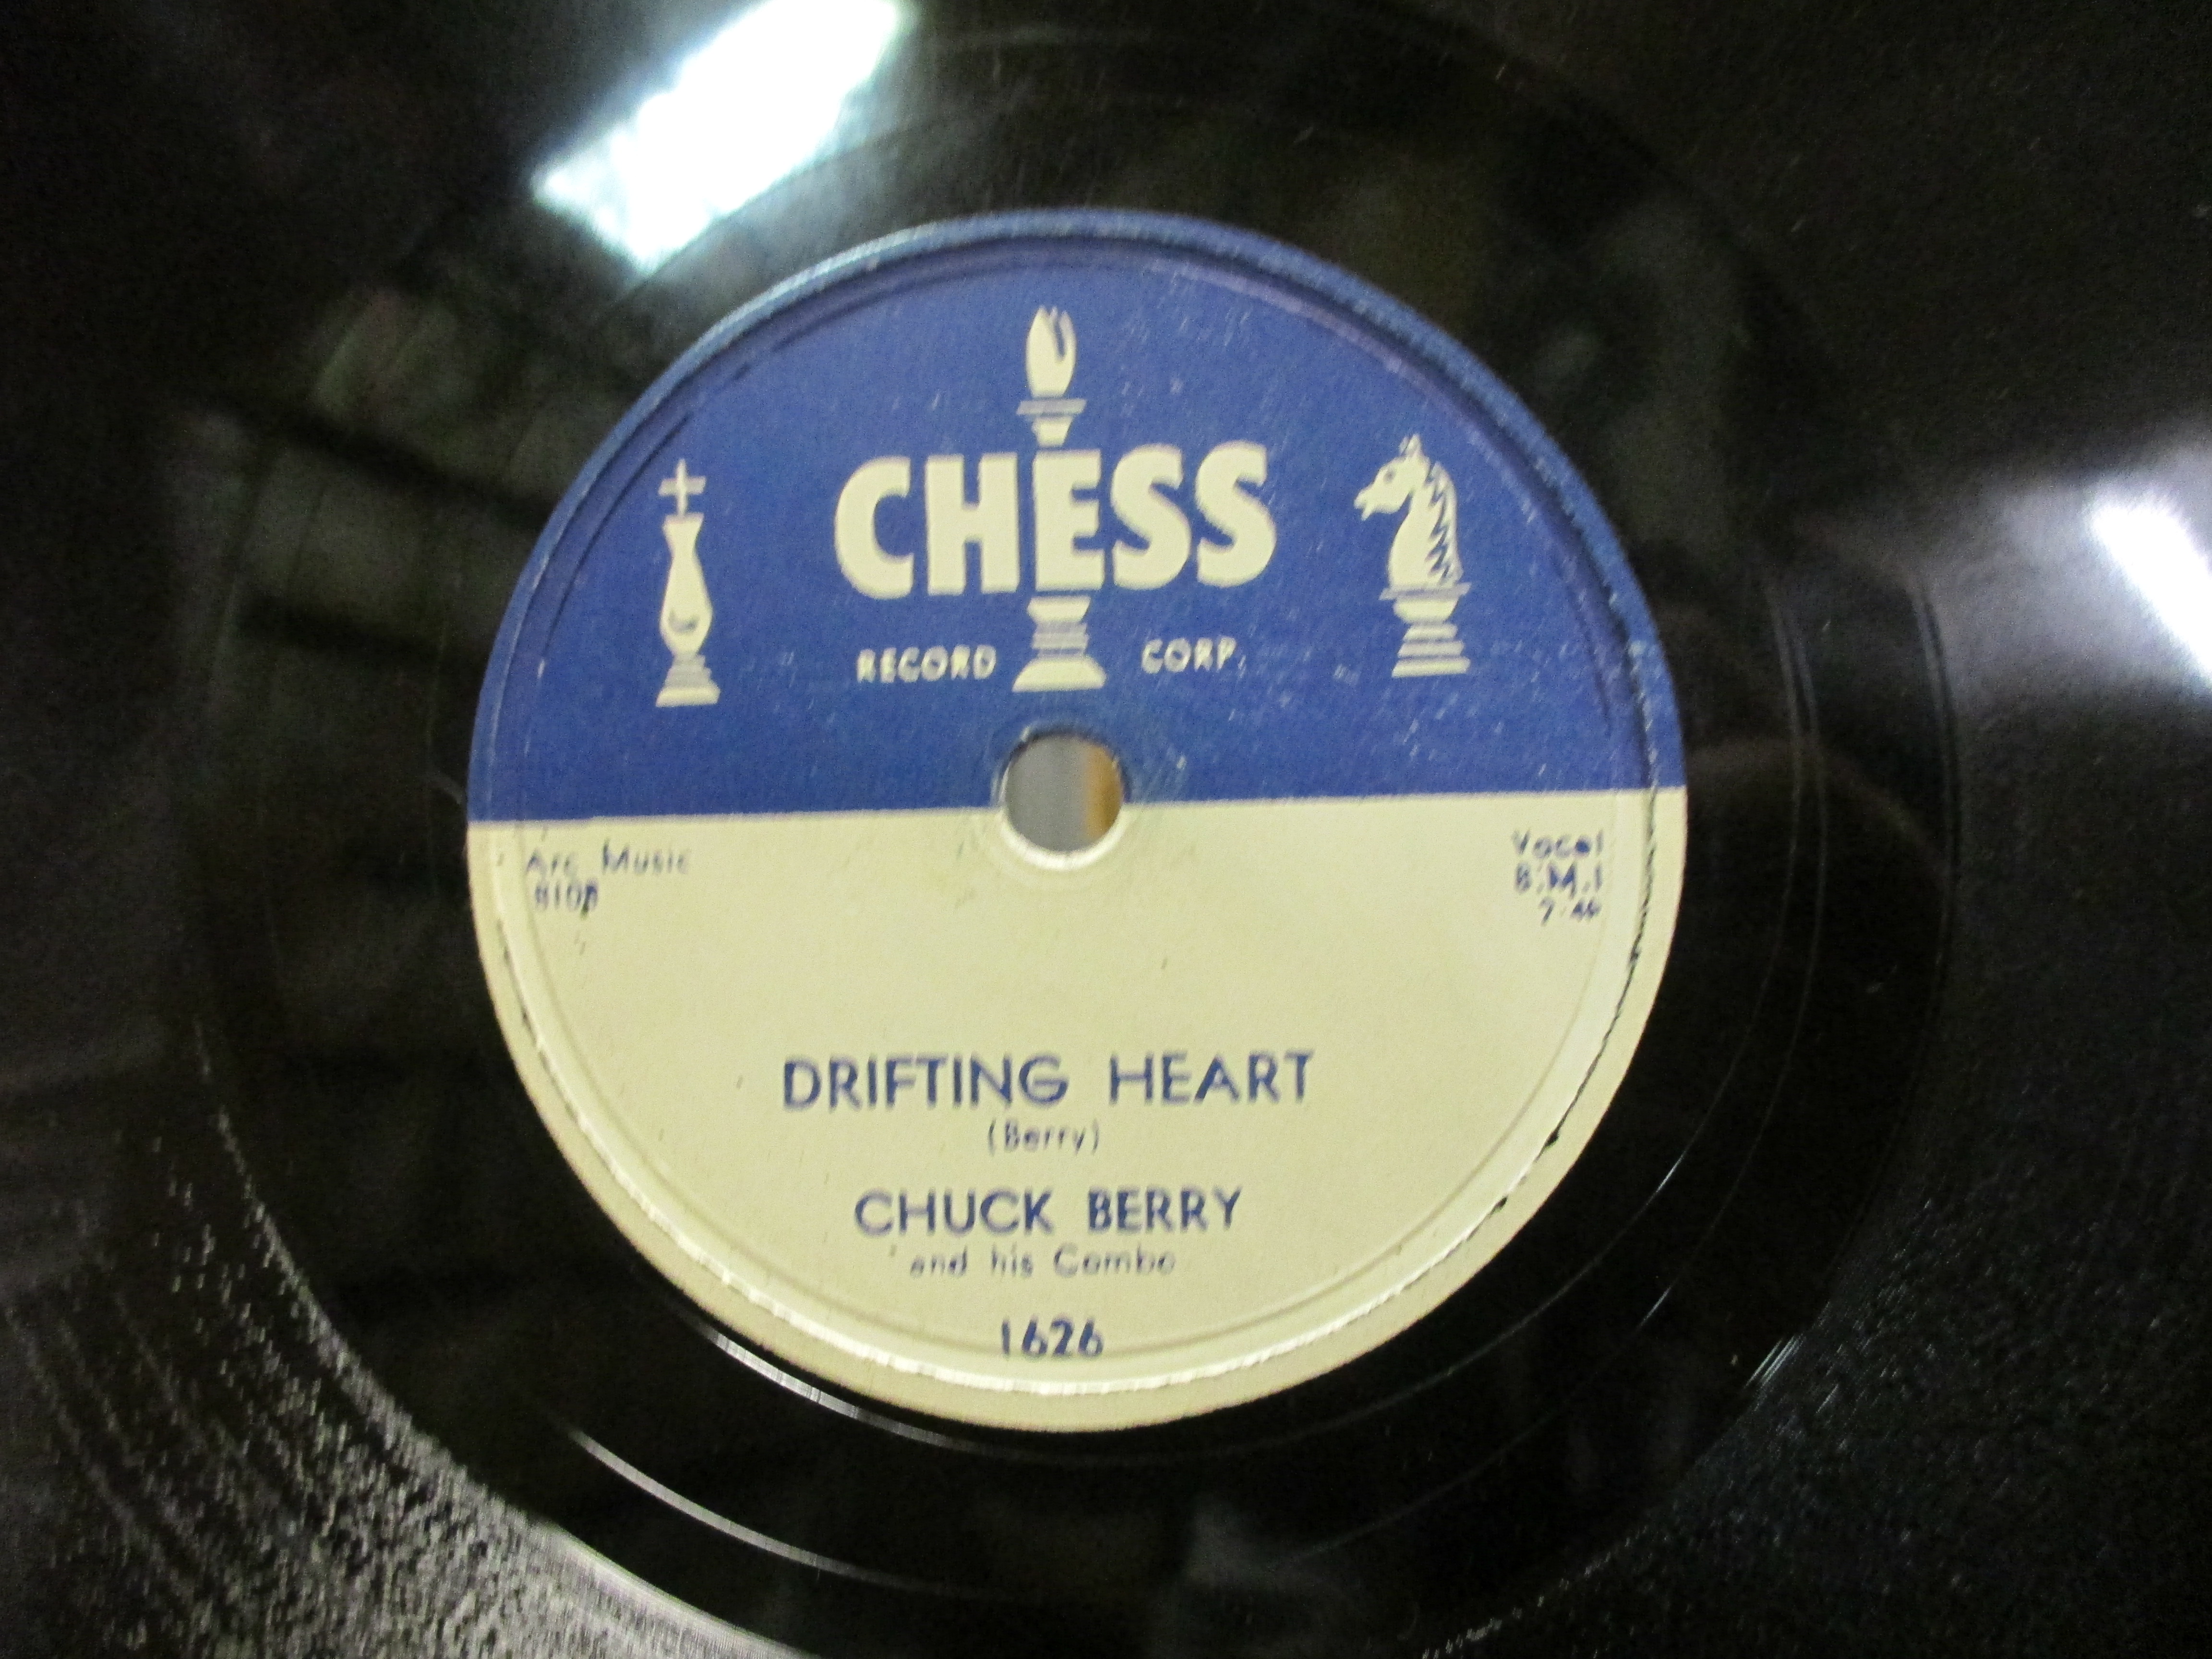 CHESS
RECORD CORP.
Arc Music
Vocal
B.M.I
DRIFTING HEART
(Berry)
CHUCK BERRY
and his Combo
1626